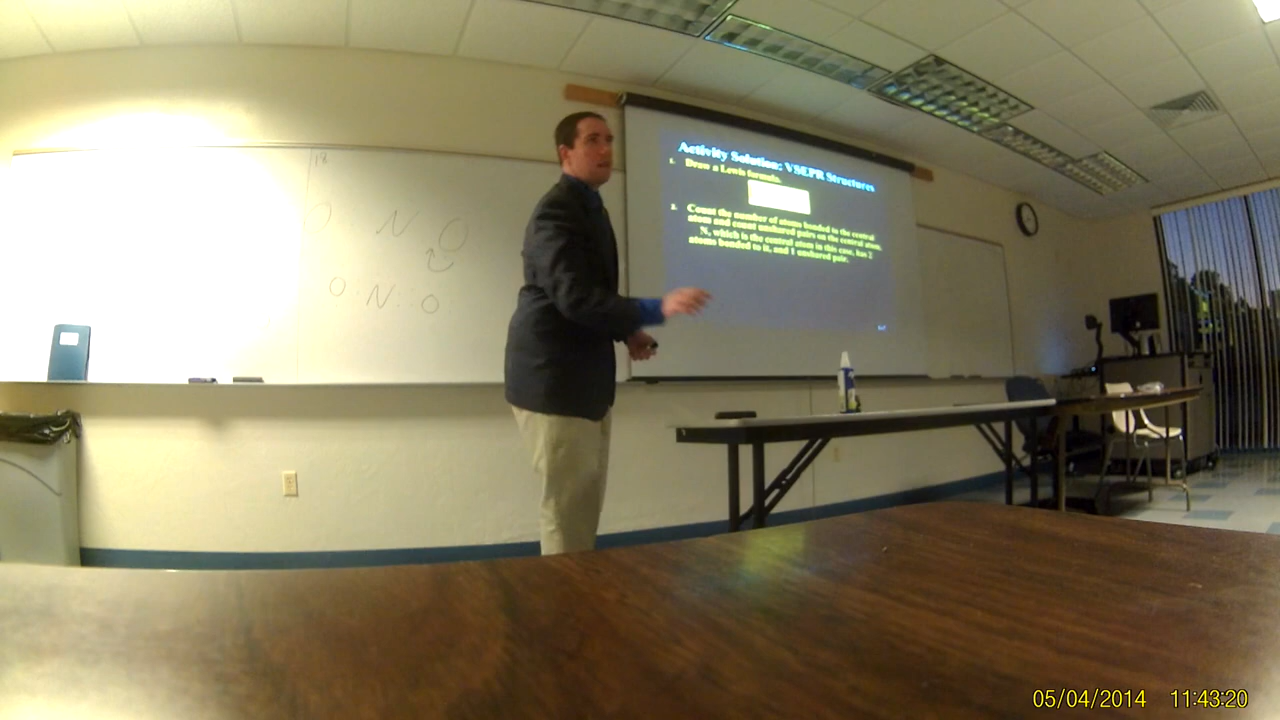 18
O N O
O N O
Activity Solution: VSEPR Structures
1. Draw a Lewis formula.
2. Count the number of atoms bonded to the central
atom and count unshared pairs on the central atom.
N, which is the central atom in this case, has 2
atoms bonded to it, and 1 unshared pair.
05/04/2014 11:43:20